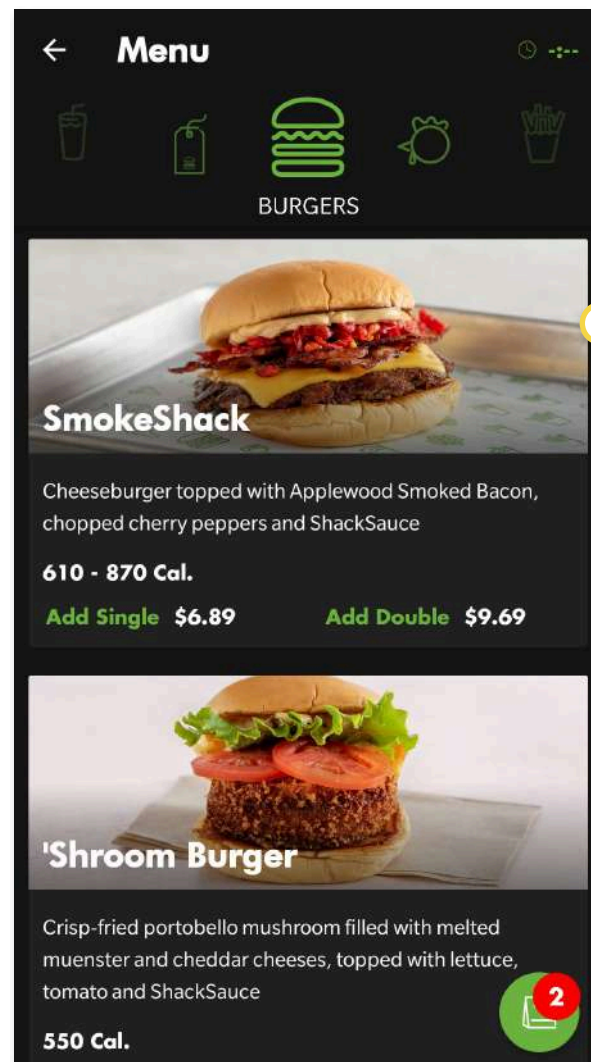 Menu
-:--
BURGERS
SmokeShack
Cheeseburger topped with Applewood Smoked Bacon,
chopped cherry peppers and ShackSauce
610 - 870 Cal.
Add Single $6.89 Add Double $9.69
'Shroom Burger
Crisp-fried portobello mushroom filled with melted
muenster and cheddar cheeses, topped with lettuce,
tomato and ShackSauce
2
550 Cal.